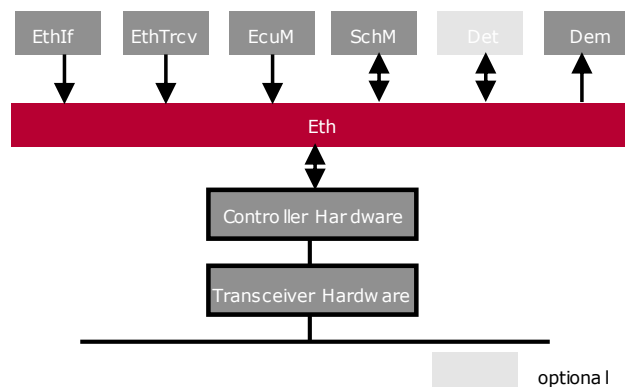 EthIf
EthTrcv
EcuM
SchM
Det
Dem
Eth
Controller Hardware
Transceiver Hardware
optional